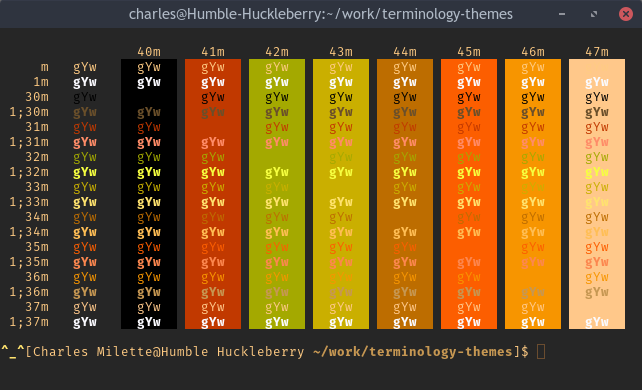 charles@Humble-Huckleberry:~/work/terminology-themes
40m 41m 42m 43m 44m 45m 46m 47m
m gYw gYw gYw gYw gYw gYw gYw gYw
1m gYw gYw gYw gYw gYw gYw gYw gYw gYw
30m gYw gYw gYw gYw gYw gYw gYw gYw
1;30m gYw gYw gYw gYw gYw gYw gYw gYw gYw
31m gYw gYw gYw gYw gYw gYw gYw gYw
1;31m gYw gYw gYw gYw gYw gYw gYw gYw gYw
32m gYw gYw gYw gYw gYw gYw gYw gYw
1;32m gYw gYw gYw gYw gYw gYw gYw gYw gYw
33m gYw gYw gYw gYw gYw gYw gYw gYw
1;33m gYw gYw gYw gYw gYw gYw gYw gYw gYw
34m gYw gYw gYw gYw gYw gYw gYw gYw
1;34m gYw gYw gYw gYw gYw gYw gYw gYw gYw
35m gYw gYw gYw gYw gYw gYw gYw gYw
1;35m gYw gYw gYw gYw gYw gYw gYw gYw gYw
36m gYw gYw gYw gYw gYw gYw gYw gYw
1;36m gYw gYw gYw gYw gYw gYw gYw gYw gYw
37m gYw gYw gYw gYw gYw gYw gYw gYw
1;37m gYw gYw gYw gYw gYw gYw gYw gYw gYw
^_^[Charles Milette@Humble Huckleberry ~/work/terminology-themes]$